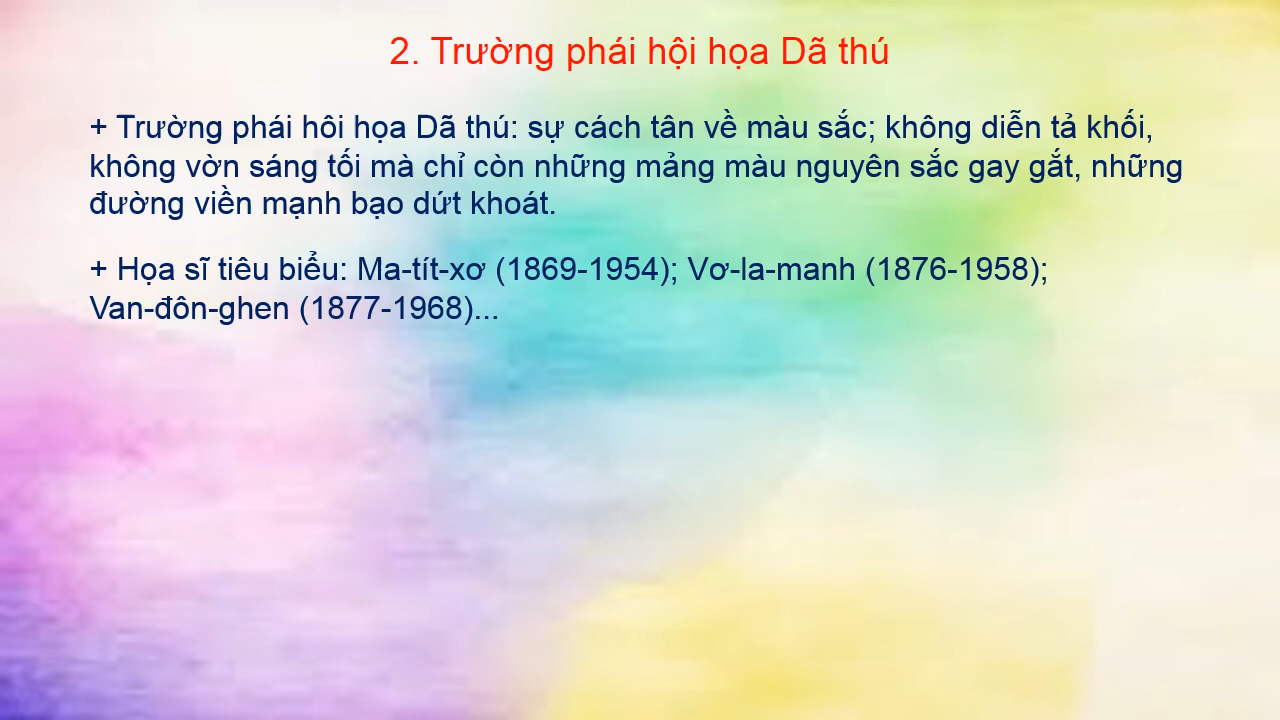 2. Trường phái hội họa Dã thú
+ Trường phái hôi họa Dã thú: sự cách tân về màu sắc; không diễn tả khối,
không vờn sáng tối mà chỉ còn những mảng màu nguyên sắc gay gắt, những
đường viền mạnh bạo dứt khoát.
+ Họa sĩ tiêu biểu: Ma-tít-xơ (1869-1954); Vơ-la-manh (1876-1958);
Van-đôn-ghen (1877-1968)...